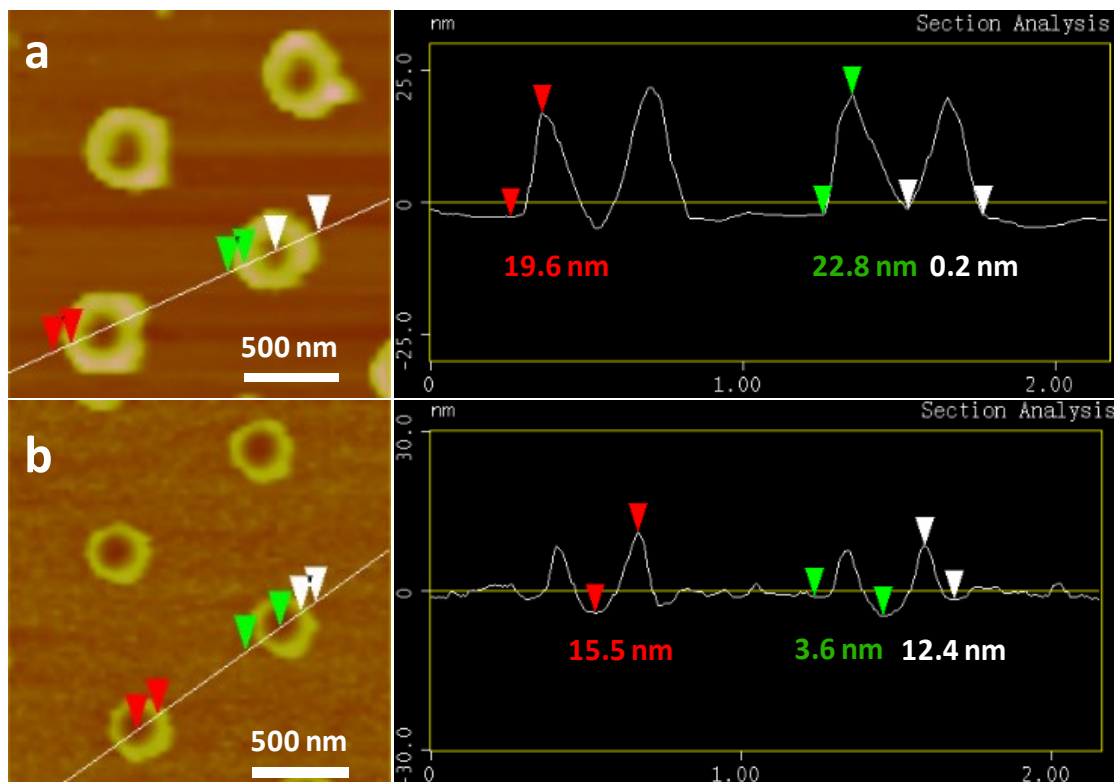 a
500 nm
nm
Section Analysis
25.0
0
-25.0
19.6 nm
22.8 nm
0.2 nm
0
1.00
2.00
b
500 nm
nm
Section Analysis
30.0
0
-30.0
15.5 nm
3.6 nm
12.4 nm
0
1.00
2.00